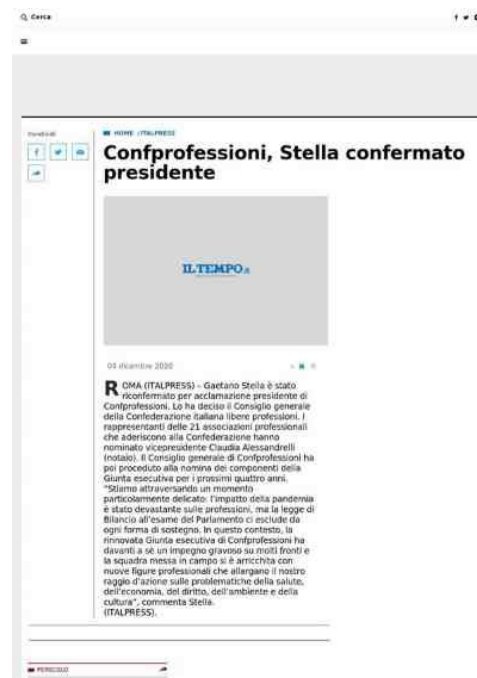 Cerca
Condividi
HOME / ITALPRESS
Confprofessioni, Stella confermato
presidente
IL TEMPO.it
03 dicembre 2020
ROMA (ITALPRESS) - Gaetano Stella è stato
riconfermato per acclamazione presidente di
Confprofessioni. Lo ha deciso il Consiglio generale
della Confederazione italiana libere professioni. I
rappresentanti delle 21 associazioni professionali
che aderiscono alla Confederazione hanno
nominato vicepresidente Claudia Alessandrelli
(notaio). Il Consiglio generale di Confprofessioni ha
poi proceduto alla nomina dei componenti della
Giunta esecutiva per i prossimi quattro anni.
"Stiamo attraversando un momento
particolarmente delicato: l'impatto della pandemia
è stato devastante sulle professioni, ma la legge di
Bilancio all'esame del Parlamento ci esclude da
ogni forma di sostegno. In questo contesto, la
rinnovata Giunta esecutiva di Confprofessioni ha
davanti a sé un impegno gravoso su molti fronti e
la squadra messa in campo si è arricchita con
nuove figure professionali che allargano il nostro
raggio d'azione sulle problematiche della salute,
dell'economia, del diritto, dell'ambiente e della
cultura", commenta Stella.
(ITALPRESS).
PERICOLO